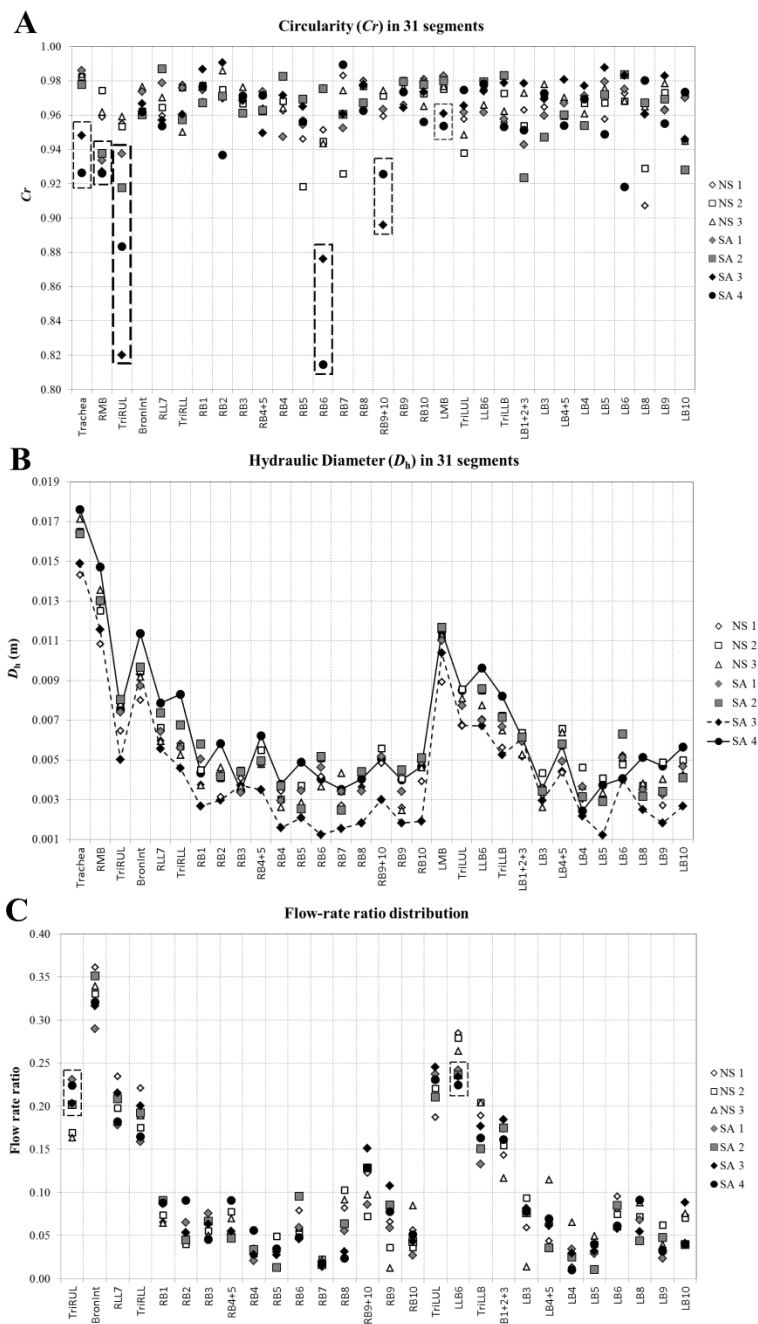 A
Circularity (Cr) in 31 segments
1.00
0.98
0.96
0.94
0.92
0.90
0.88
0.86
0.84
0.82
0.80
Cr
NS 1
NS 2
NS 3
SA 1
SA 2
SA 3
SA 4
Trachea
RMB
TriRUL
BronInt
RLL7
TriRLL
RB1
RB2
RB3
RB4+5
RB4
RB5
RB6
RB7
RB8
RB9+10
RB9
RB10
LMB
TriLUL
LLB6
TriLLB
LB1+2+3
LB3
LB4+5
LB4
LB5
LB6
LB8
LB9
LB10
B
Hydraulic Diameter (Dh) in 31 segments
0.019
0.017
0.015
0.013
0.011
0.009
0.007
0.005
0.003
0.001
Dh (m)
NS 1
NS 2
NS 3
SA 1
SA 2
SA 3
SA 4
Trachea
RMB
TriRUL
BronInt
RLL7
TriRLL
RB1
RB2
RB3
RB4+5
RB4
RB5
RB6
RB7
RB8
RB9+10
RB9
RB10
LMB
TriLUL
LLB6
TriLLB
LB1+2+3
LB3
LB4+5
LB4
LB5
LB6
LB8
LB9
LB10
C
Flow-rate ratio distribution
0.40
0.35
0.30
0.25
0.20
0.15
0.10
0.05
0.00
Flow rate ratio
NS 1
NS 2
NS 3
SA 1
SA 2
SA 3
SA 4
TriRUL
BronInt
RLL7
TriRLL
RB1
RB2
RB3
RB4+5
RB4
RB5
RB6
RB7
RB8
RB9+10
RB9
RB10
TriLUL
LLB6
TriLLB
B1+2+3
LB3
LB4+5
LB4
LB5
LB6
LB8
LB9
LB10